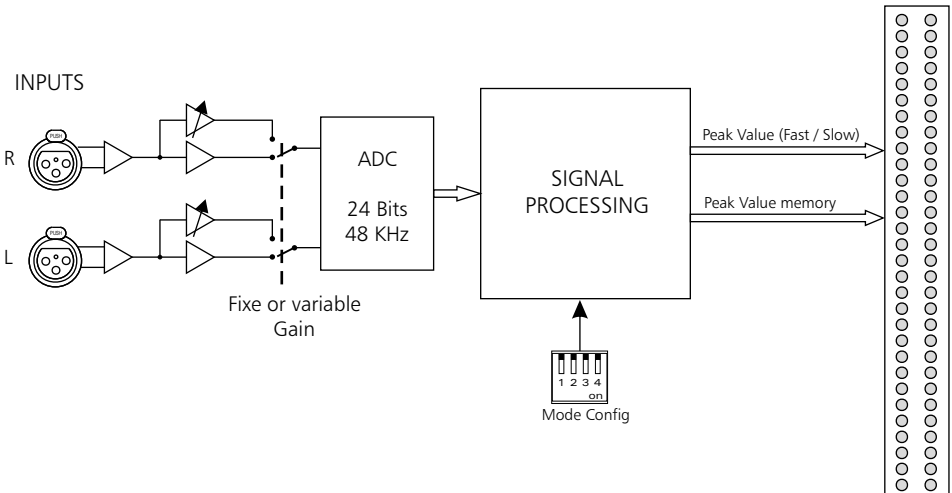 INPUTS
R
PUSH
L
PUSH
Fixe or variable
Gain
ADC
24 Bits
48 KHz
SIGNAL
PROCESSING
Peak Value (Fast / Slow)
Peak Value memory
1 2 3 4
on
Mode Config